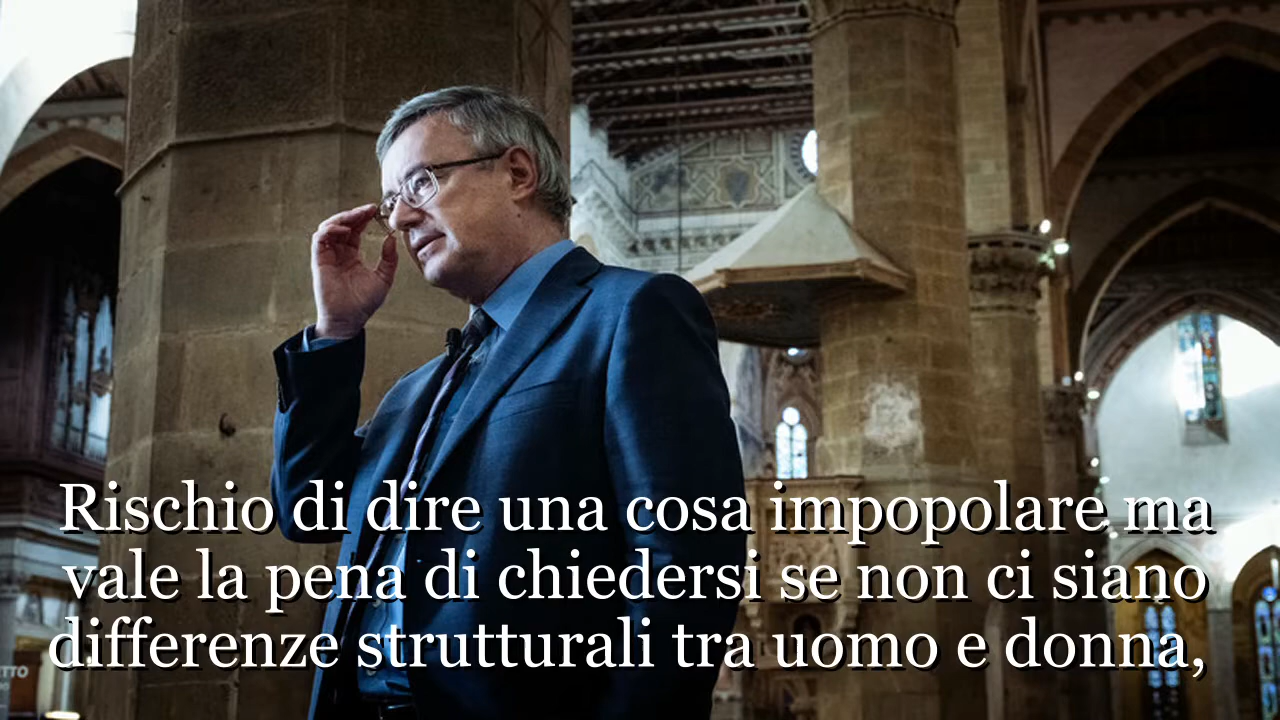 Rischio di dire una cosa impopolare ma
vale la pena di chiedersi se non ci siano
differenze strutturali tra uomo e donna,